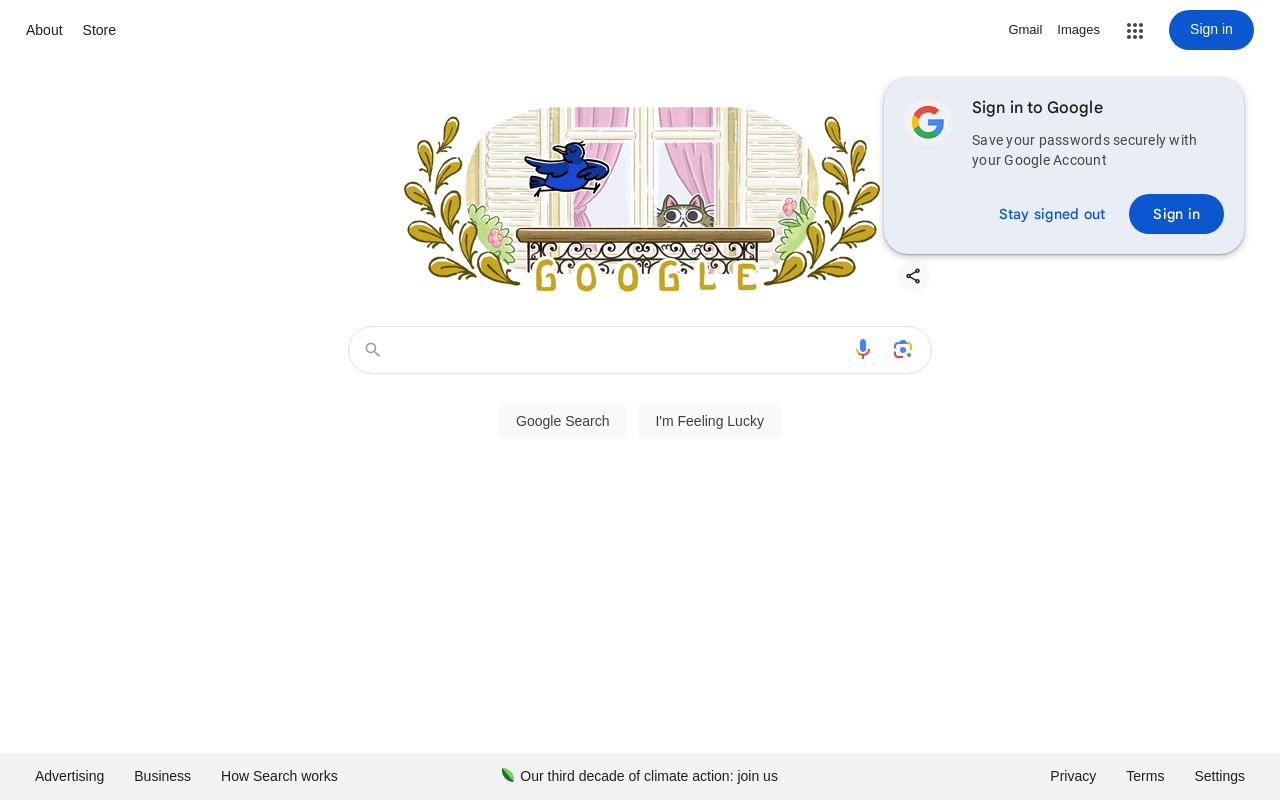 About
Store
Gmail
Images
Sign in
Sign in to Google
Save your passwords securely with
your Google Account
Stay signed out
Sign in
GOOGLE
Google Search
I'm Feeling Lucky
Advertising
Business
How Search works
Our third decade of climate action: join us
Privacy
Terms
Settings